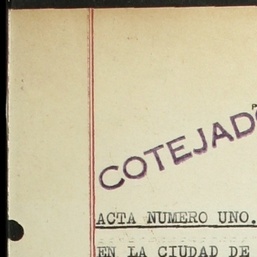 COTEJAD
ACTA NUMERO UNO.
EN LA CIUDAD DE